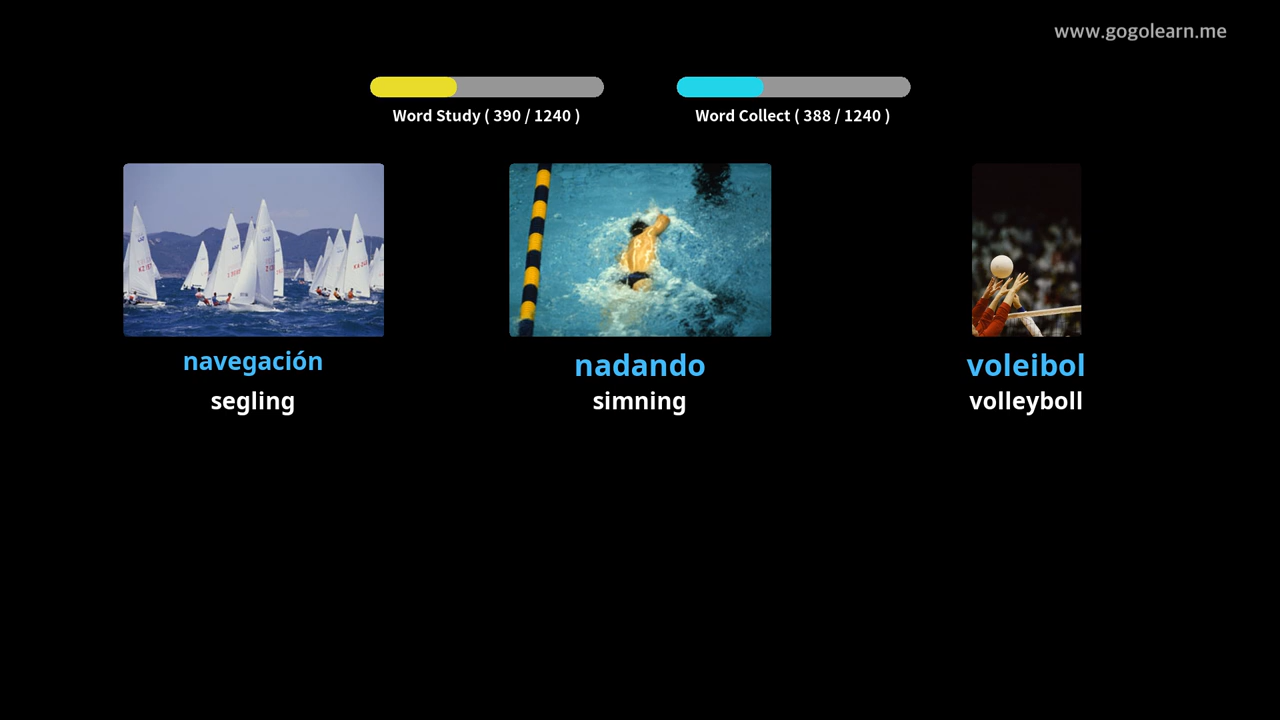 www.gogolearn.me
Word Study ( 390 / 1240 )
Word Collect ( 388 / 1240 )
navegación
nadando
voleibol
segling
simning
volleyboll